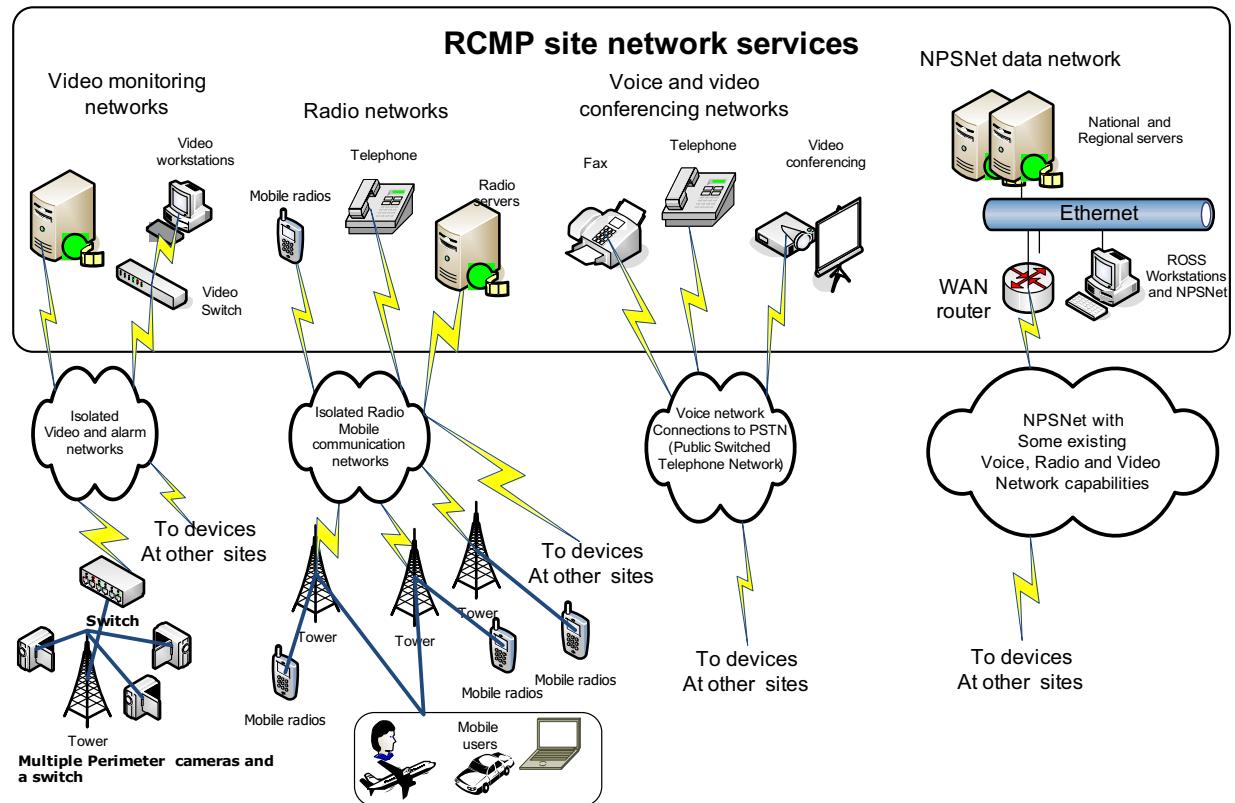 RCMP site network services
Video monitoring
networks
Video
workstations
Video
Switch
Radio networks
Telephone
Mobile radios
Radio
servers
Voice and video
conferencing networks
Fax
Telephone
Video
conferencing
NPSNet data network
National and
Regional servers
Ethernet
WAN
router
ROSS
Workstations
and NPSNet
Isolated
Video and alarm
networks
Isolated Radio
Mobile
communication
networks
Voice network
Connections to PSTN
(Public Switched
Telephone Network)
NPSNet with
Some existing
Voice, Radio and Video
Network capabilities
To devices
At other sites
To devices
At other sites
To devices
At other sites
To devices
At other sites
Switch
Tower
Multiple Perimeter cameras and
a switch
Tower
Tower
Tower
Mobile radios
Mobile radios
Mobile radios
Mobile
users